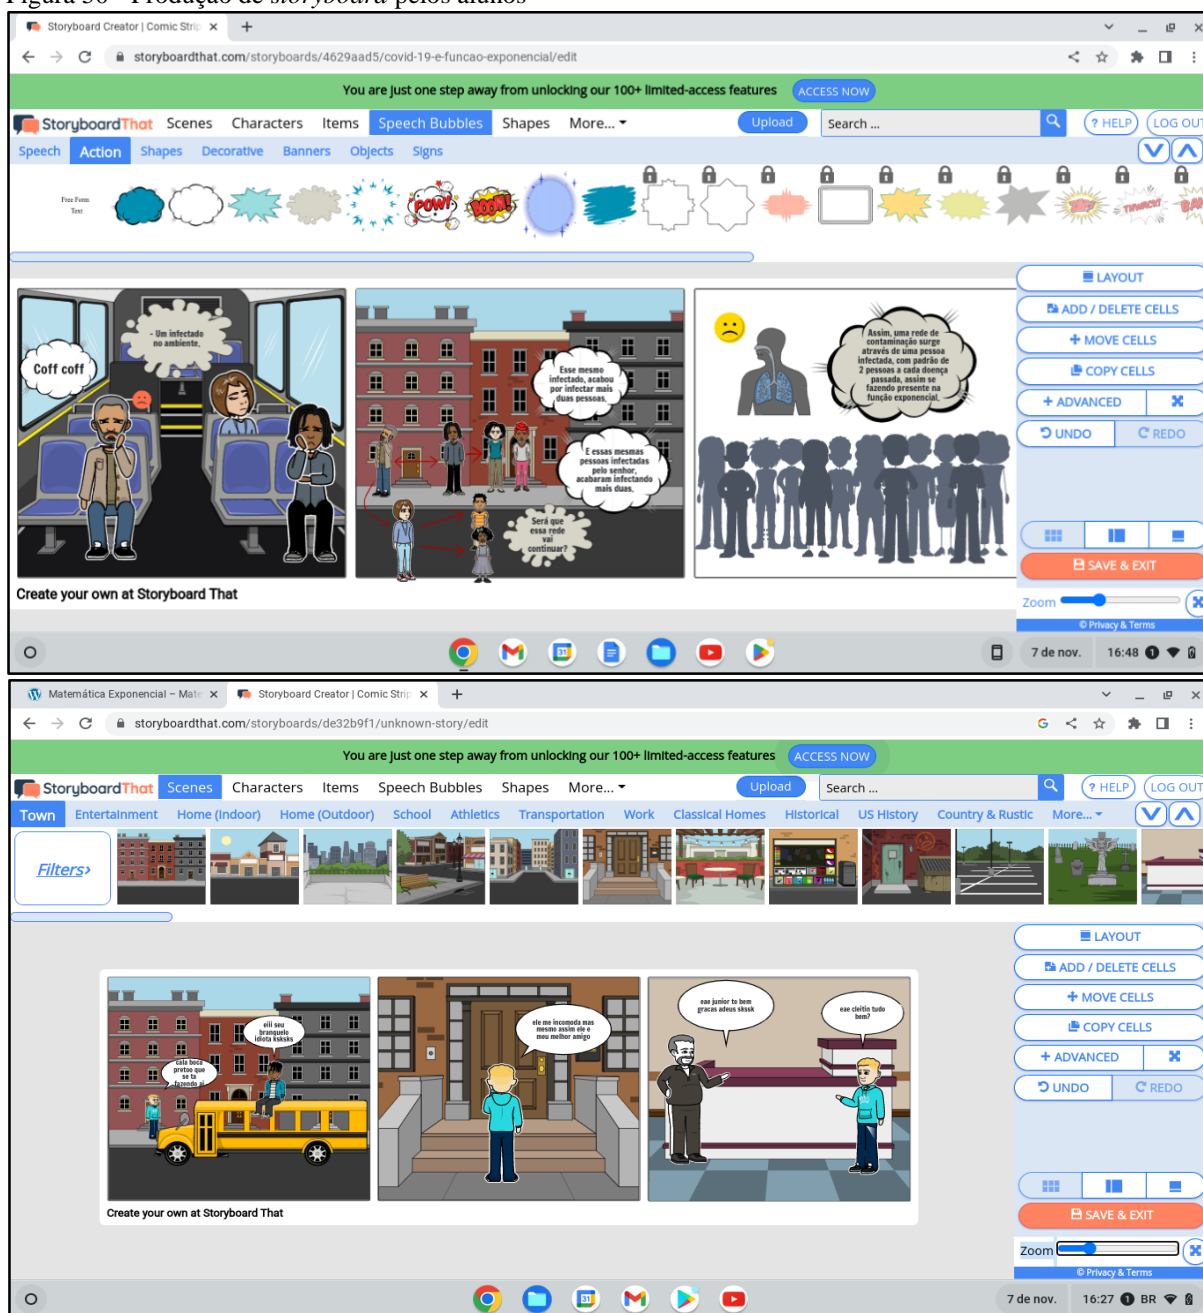 Figura 50 - Produção de storyboard pelos alunos
Storyboard Creator | Comic Strip
storyboardthat.com/storyboards/4629aad5/covid-19-e-funcao-exponencial/edit
You are just one step away from unlocking our 100+ limited-access features ACCESS NOW
StoryboardThat Scenes Characters Items Speech Bubbles Shapes More... Upload Search ... ? HELP LOG OUT
Speech Action Shapes Decorative Banners Objects Signs
Free Form
Text
POW!
BOOM!
LAYOUT
ADD / DELETE CELLS
MOVE CELLS
COPY CELLS
+ ADVANCED
UNDO REDO
Coff coff
- Um infectado
no ambiente,
Esse mesmo
infectado, acabou
por infectar mais
duas pessoas,
E essas mesmas
pessoas infectadas
pelo senhor,
acabaram infectando
mais duas,
Será que
essa rede
vai
continuar?
Assim, uma rede de
contaminação surge
através de uma pessoa
infectada, com padrão de
2 pessoas a cada doença
passada, assim se
fazendo presente na
função exponencial,
SAVE & EXIT
Create your own at Storyboard That
Zoom
© Privacy & Terms
7 de nov. 16:48 1
Matemática Exponencial – Mate
Storyboard Creator | Comic Strip
storyboardthat.com/storyboards/de32b9f1/unknown-story/edit
You are just one step away from unlocking our 100+ limited-access features ACCESS NOW
StoryboardThat Scenes Characters Items Speech Bubbles Shapes More... Upload Search ... ? HELP LOG OUT
Town Entertainment Home (Indoor) Home (Outdoor) School Athletics Transportation Work Classical Homes Historical US History Country & Rustic More...
Filters›
LAYOUT
ADD / DELETE CELLS
MOVE CELLS
COPY CELLS
+ ADVANCED
UNDO REDO
eiii seu
branquelo
idiota ksksks
cala boca
pretoo que
se ta
fazendo ai
ele me incomoda mas
mesmo assim ele e
meu melhor amigo
eae junior to bem
gracas adeus skssk
eae cleitin tudo
bem?
SAVE & EXIT
Create your own at Storyboard That
Zoom
© Privacy & Terms
7 de nov. 16:27 1 BR